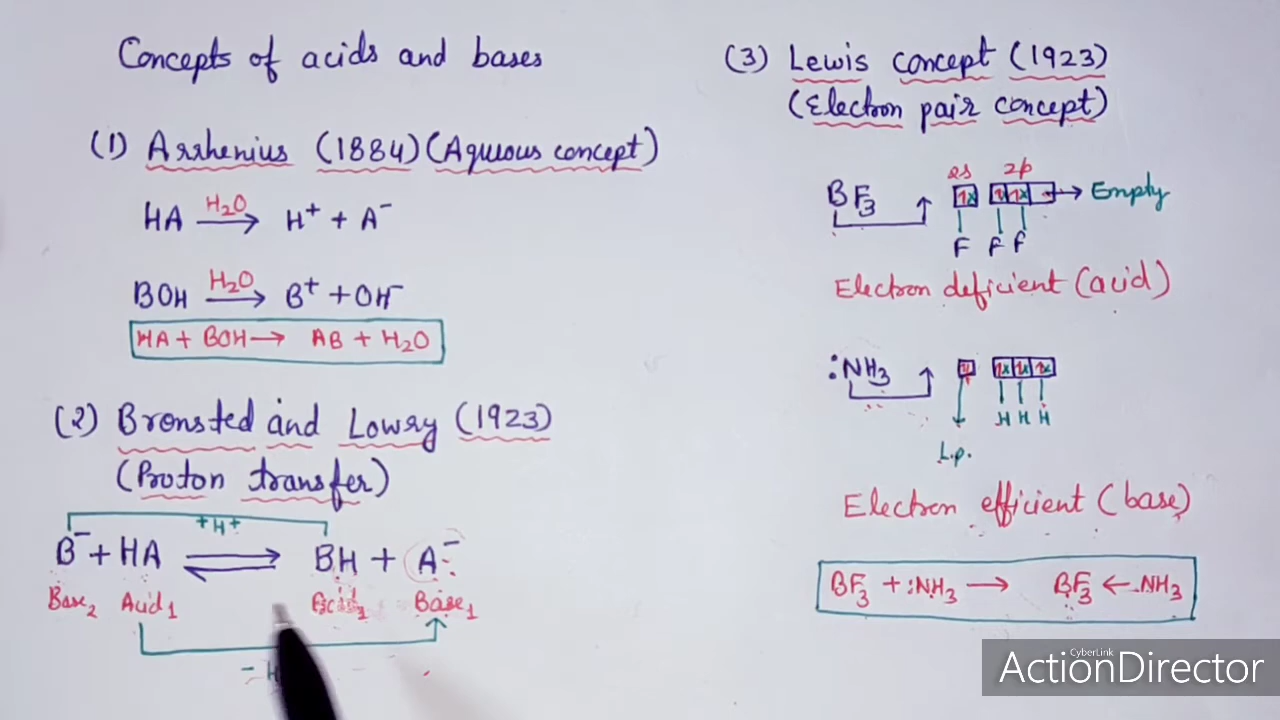 Concepts of acids and bases
(1) Arrhenius (1884) (Aqueous concept)
HA —H₂O→ H⁺ + A⁻
BOH —H₂O→ B⁺ + OH⁻
HA + BOH → AB + H₂O
(2) Bronsted and Lowry (1923)
(Proton transfer)
+H⁺
B⁻ + HA ⇌ BH + A⁻
Base₂ Acid₁ Acid₂ Base₁
- H
(3) Lewis concept (1923)
(Electron pair concept)
2s 2p
BF₃ → Empty
F F F
Electron deficient (acid)
:NH₃
H H H
L.p.
Electron efficient (base)
BF₃ + :NH₃ → BF₃ ← NH₃
CyberLink
ActionDirector